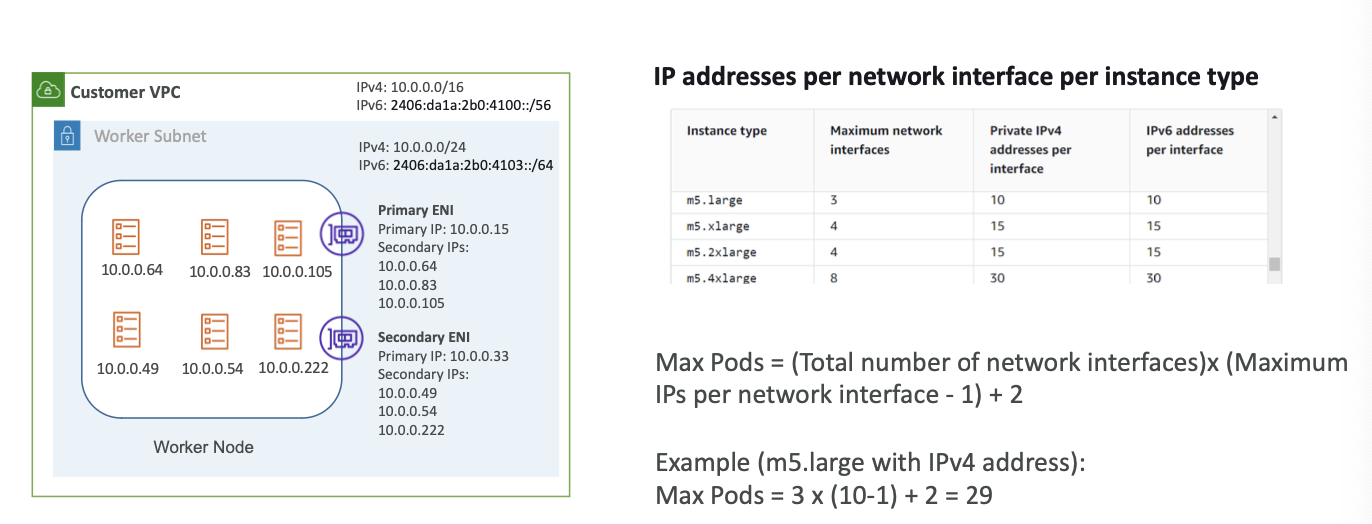 Customer VPC
IPv4: 10.0.0.0/16
IPv6: 2406:da1a:2b0:4100::/56
Worker Subnet
IPv4: 10.0.0.0/24
IPv6: 2406:da1a:2b0:4103::/64
10.0.0.64 10.0.0.83 10.0.0.105
10.0.0.49 10.0.0.54 10.0.0.222
Worker Node
Primary ENI
Primary IP: 10.0.0.15
Secondary IPs:
10.0.0.64
10.0.0.83
10.0.0.105
Secondary ENI
Primary IP: 10.0.0.33
Secondary IPs:
10.0.0.49
10.0.0.54
10.0.0.222
IP addresses per network interface per instance type
Instance type
Maximum network
interfaces
Private IPv4
addresses per
interface
IPv6 addresses
per interface
m5.large 3 10 10
m5.xlarge 4 15 15
m5.2xlarge 4 15 15
m5.4xlarge 8 30 30
Max Pods = (Total number of network interfaces)x (Maximum
IPs per network interface - 1) + 2
Example (m5.large with IPv4 address):
Max Pods = 3 x (10-1) + 2 = 29